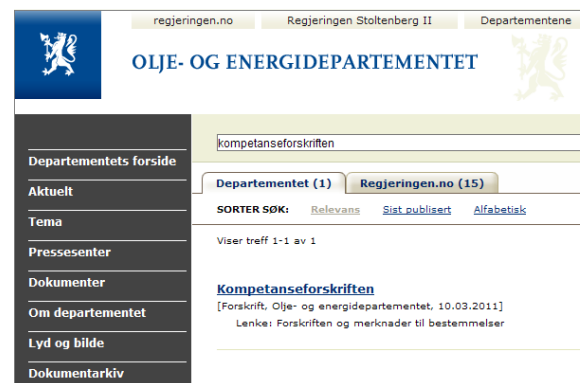 regjeringen.no Regjeringen Stoltenberg II Departementene
OLJE- OG ENERGIDEPARTEMENTET
kompetanseforskriften
Departementets forside
Aktuelt
Tema
Pressesenter
Dokumenter
Om departementet
Lyd og bilde
Dokumentarkiv
Departementet (1) Regjeringen.no (15)
SORTER SØK: Relevans Sist publisert Alfabetisk
Viser treff 1-1 av 1
Kompetanseforskriften
[Forskrift, Olje- og energidepartementet, 10.03.2011]
Lenke: Forskriften og merknader til bestemmelser